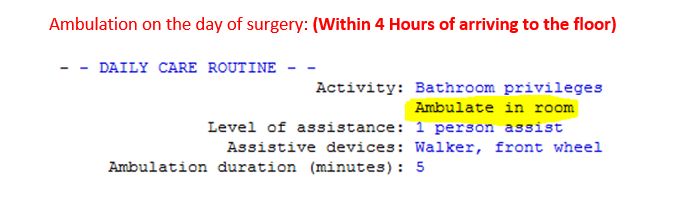 Ambulation on the day of surgery: (Within 4 Hours of arriving to the floor)
- - DAILY CARE ROUTINE - -
Activity: Bathroom privileges
Ambulate in room
Level of assistance: 1 person assist
Assistive devices: Walker, front wheel
Ambulation duration (minutes): 5